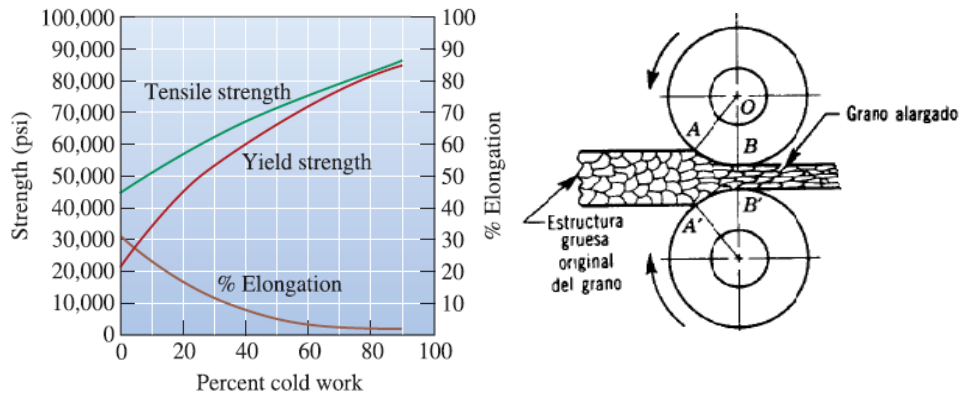 100,000
90,000
80,000
70,000
60,000
50,000
40,000
30,000
20,000
10,000
0
Strength (psi)
Tensile strength
Yield strength
% Elongation
100
90
80
70
60
50
40
30
20
10
% Elongation
0 20 40 60 80 100
Percent cold work
O
A
B
Grano alargado
B'
A'
Estructura
gruesa
original
del grano